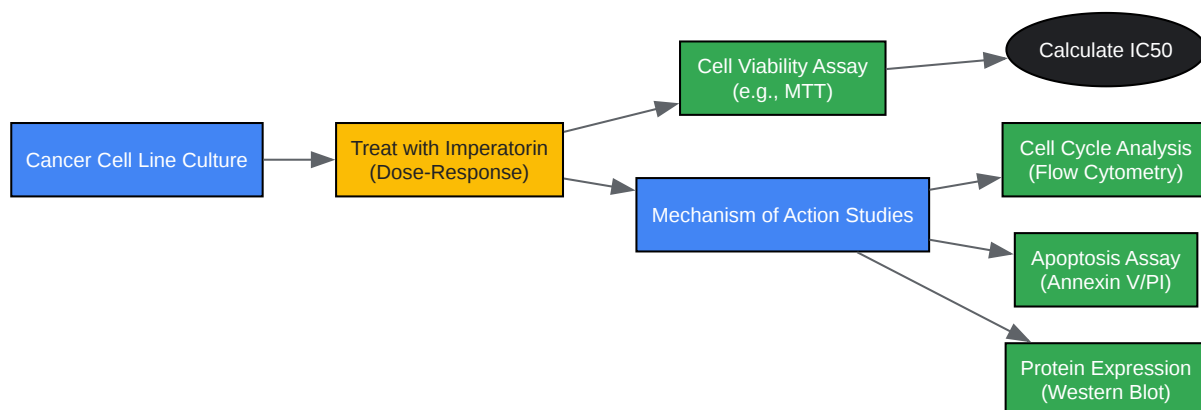 Cancer Cell Line Culture
Treat with Imperatorin
(Dose-Response)
Cell Viability Assay
(e.g., MTT)
Calculate IC50
Mechanism of Action Studies
Cell Cycle Analysis
(Flow Cytometry)
Apoptosis Assay
(Annexin V/PI)
Protein Expression
(Western Blot)